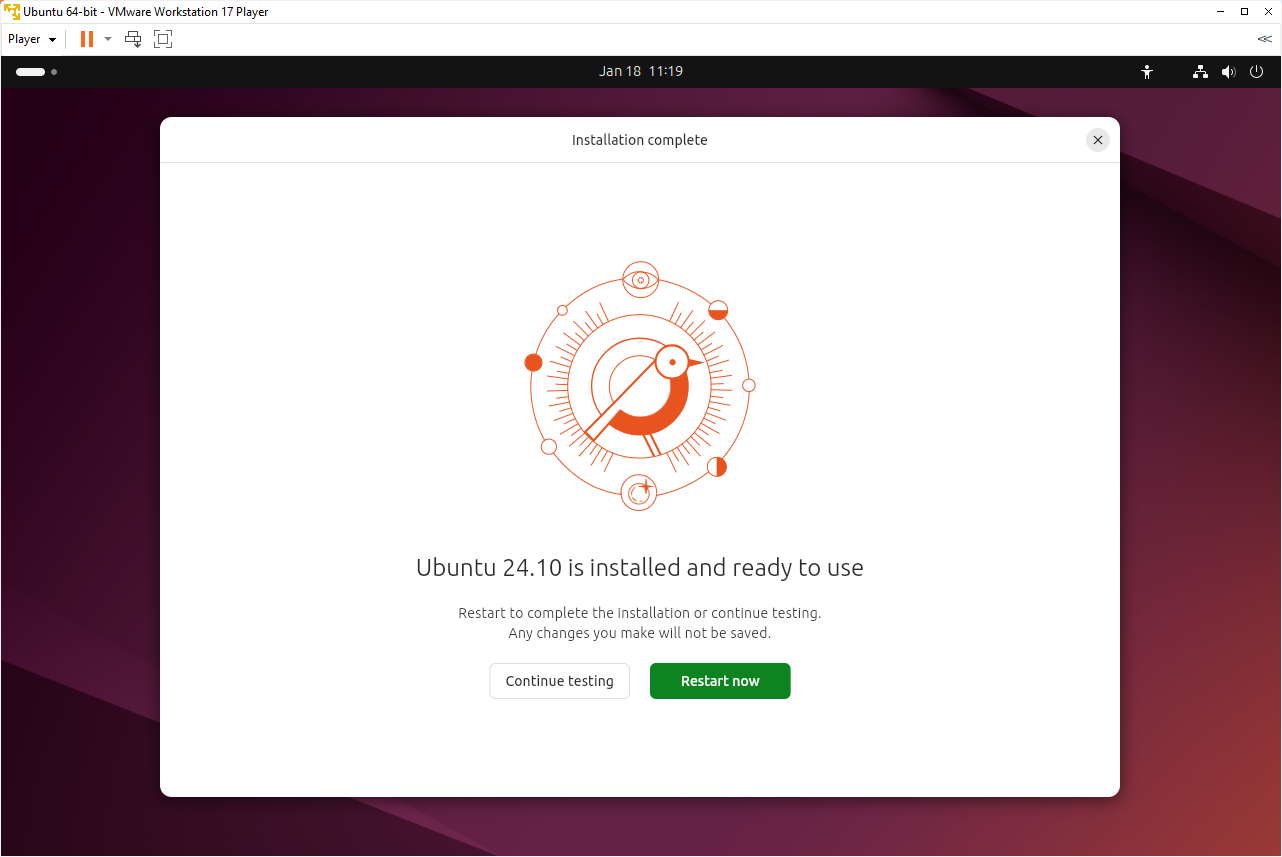 Ubuntu 64-bit - VMware Workstation 17 Player
Player
Jan 18 11:19
Installation complete
Ubuntu 24.10 is installed and ready to use
Restart to complete the installation or continue testing.
Any changes you make will not be saved.
Continue testing
Restart now